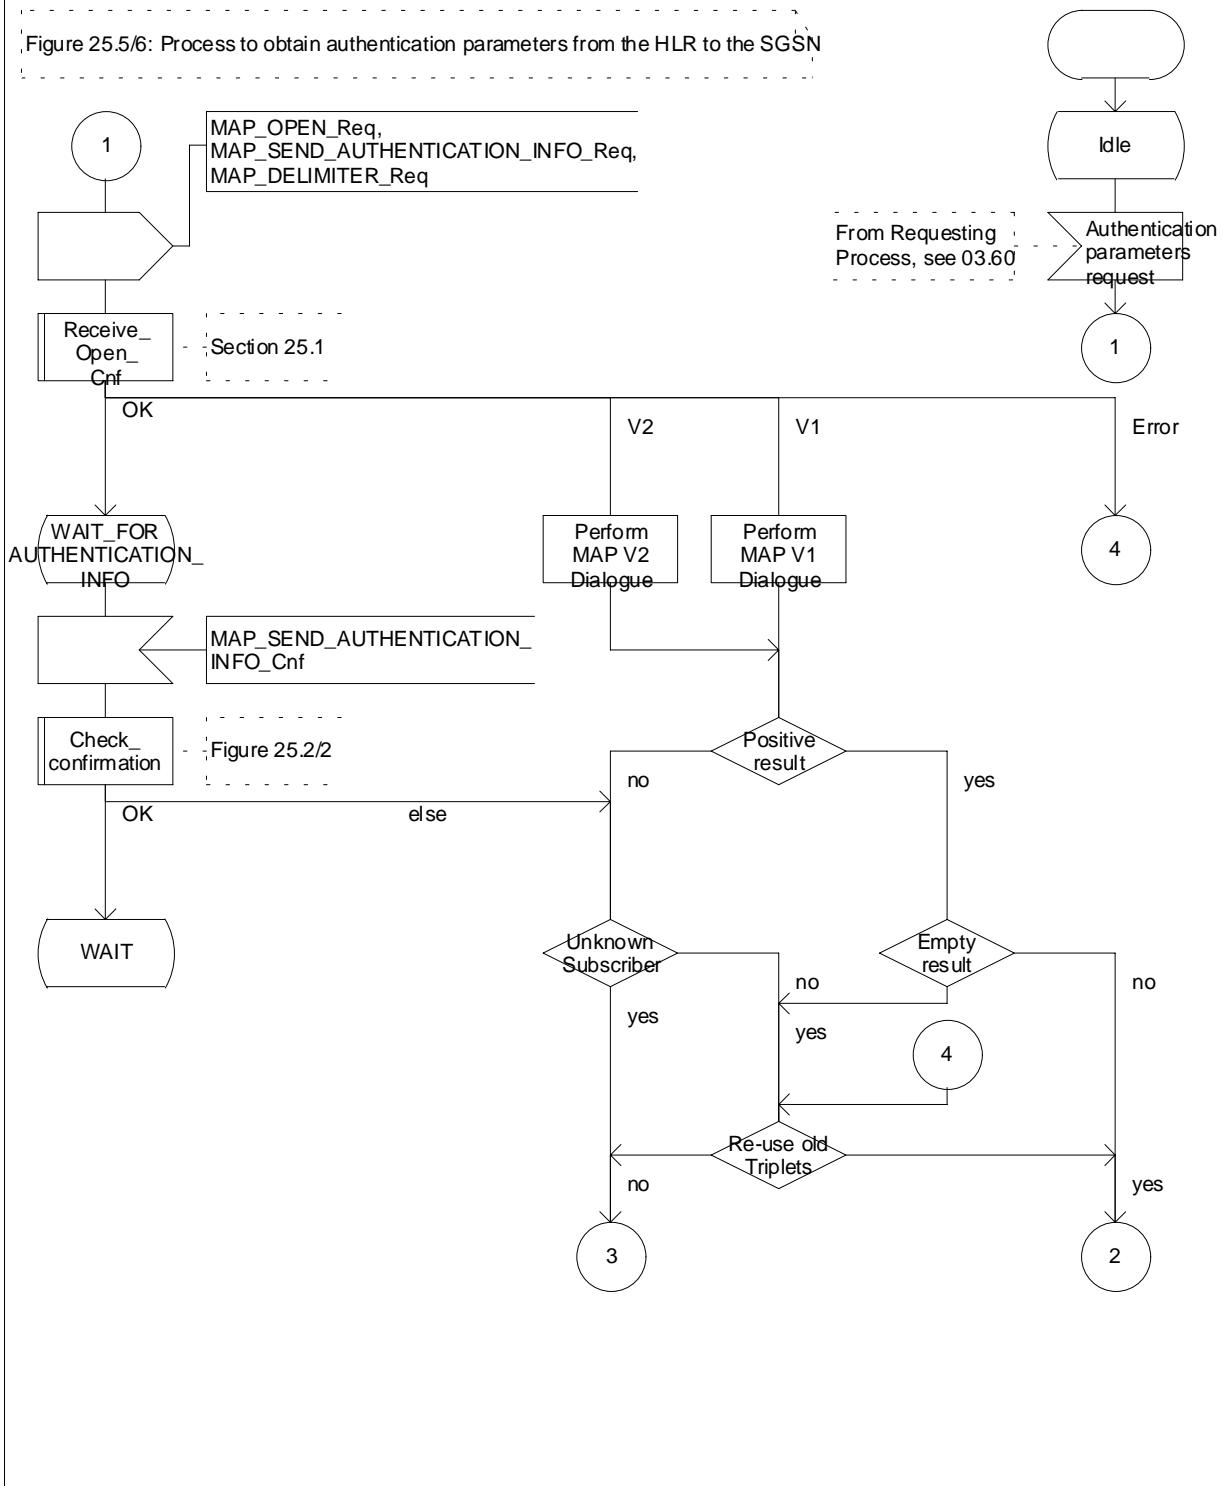 Figure 25.5/6: Process to obtain authentication parameters from the HLR to the SGSN
1
MAP_OPEN_Req,
MAP_SEND_AUTHENTICATION_INFO_Req,
MAP_DELIMITER_Req
Idle
From Requesting
Process, see 03.60
Authentication
parameters
request
Receive_
Open_
Cnf
Section 25.1
1
OK
V2
V1
Error
WAIT_FOR
AUTHENTICATION_
INFO
Perform
MAP V2
Dialogue
Perform
MAP V1
Dialogue
4
MAP_SEND_AUTHENTICATION_
INFO_Cnf
Check_
confirmation
Figure 25.2/2
Positive
result
no
yes
OK
else
WAIT
Unknown
Subscriber
Empty
result
no
no
yes
yes
4
Re-use old
Triplets
no
yes
3
2